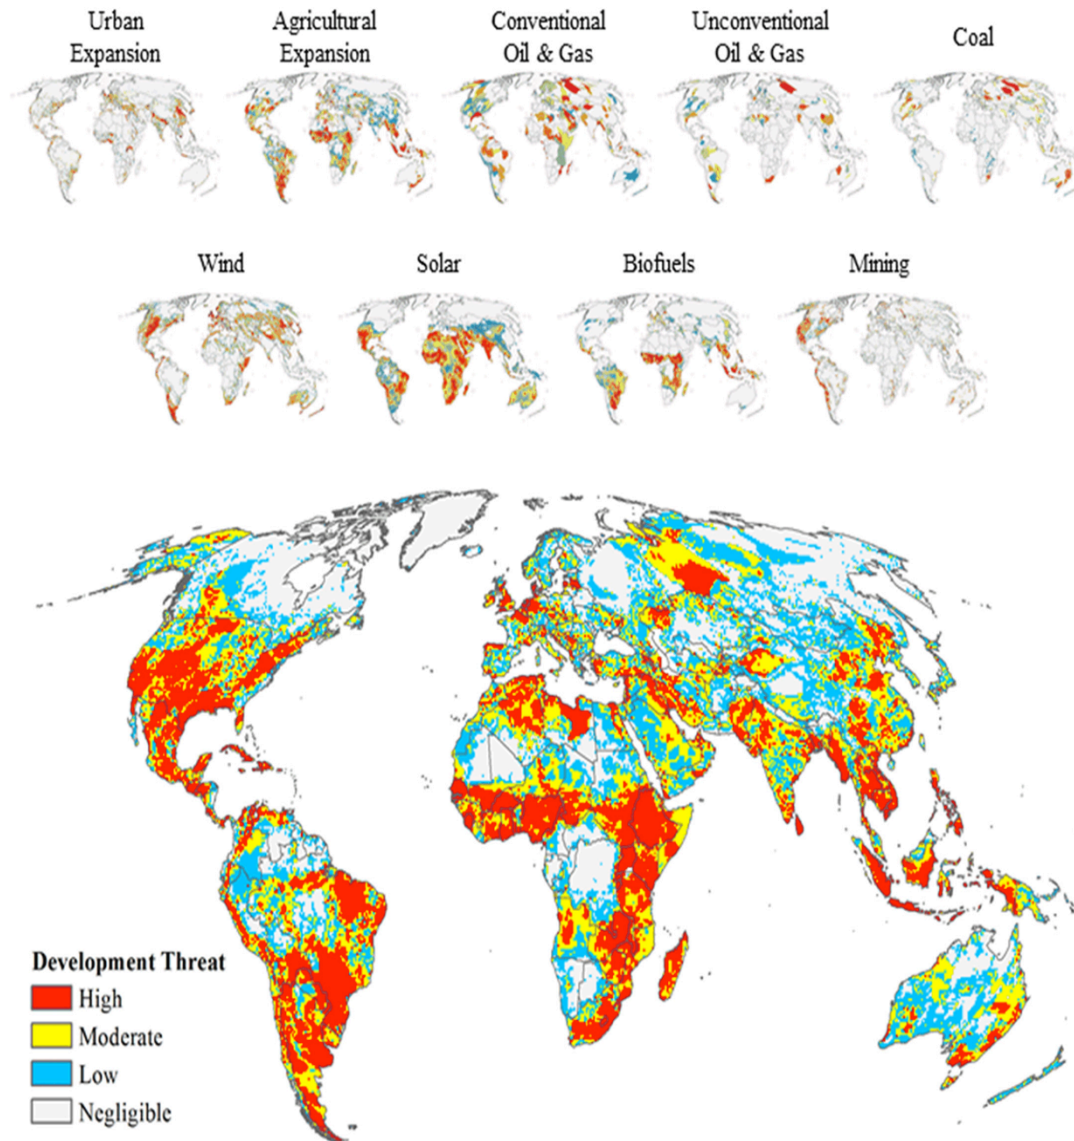 Urban
Expansion
Agricultural
Expansion
Conventional
Oil & Gas
Unconventional
Oil & Gas
Coal
Wind
Solar
Biofuels
Mining
Development Threat
High
Moderate
Low
Negligible